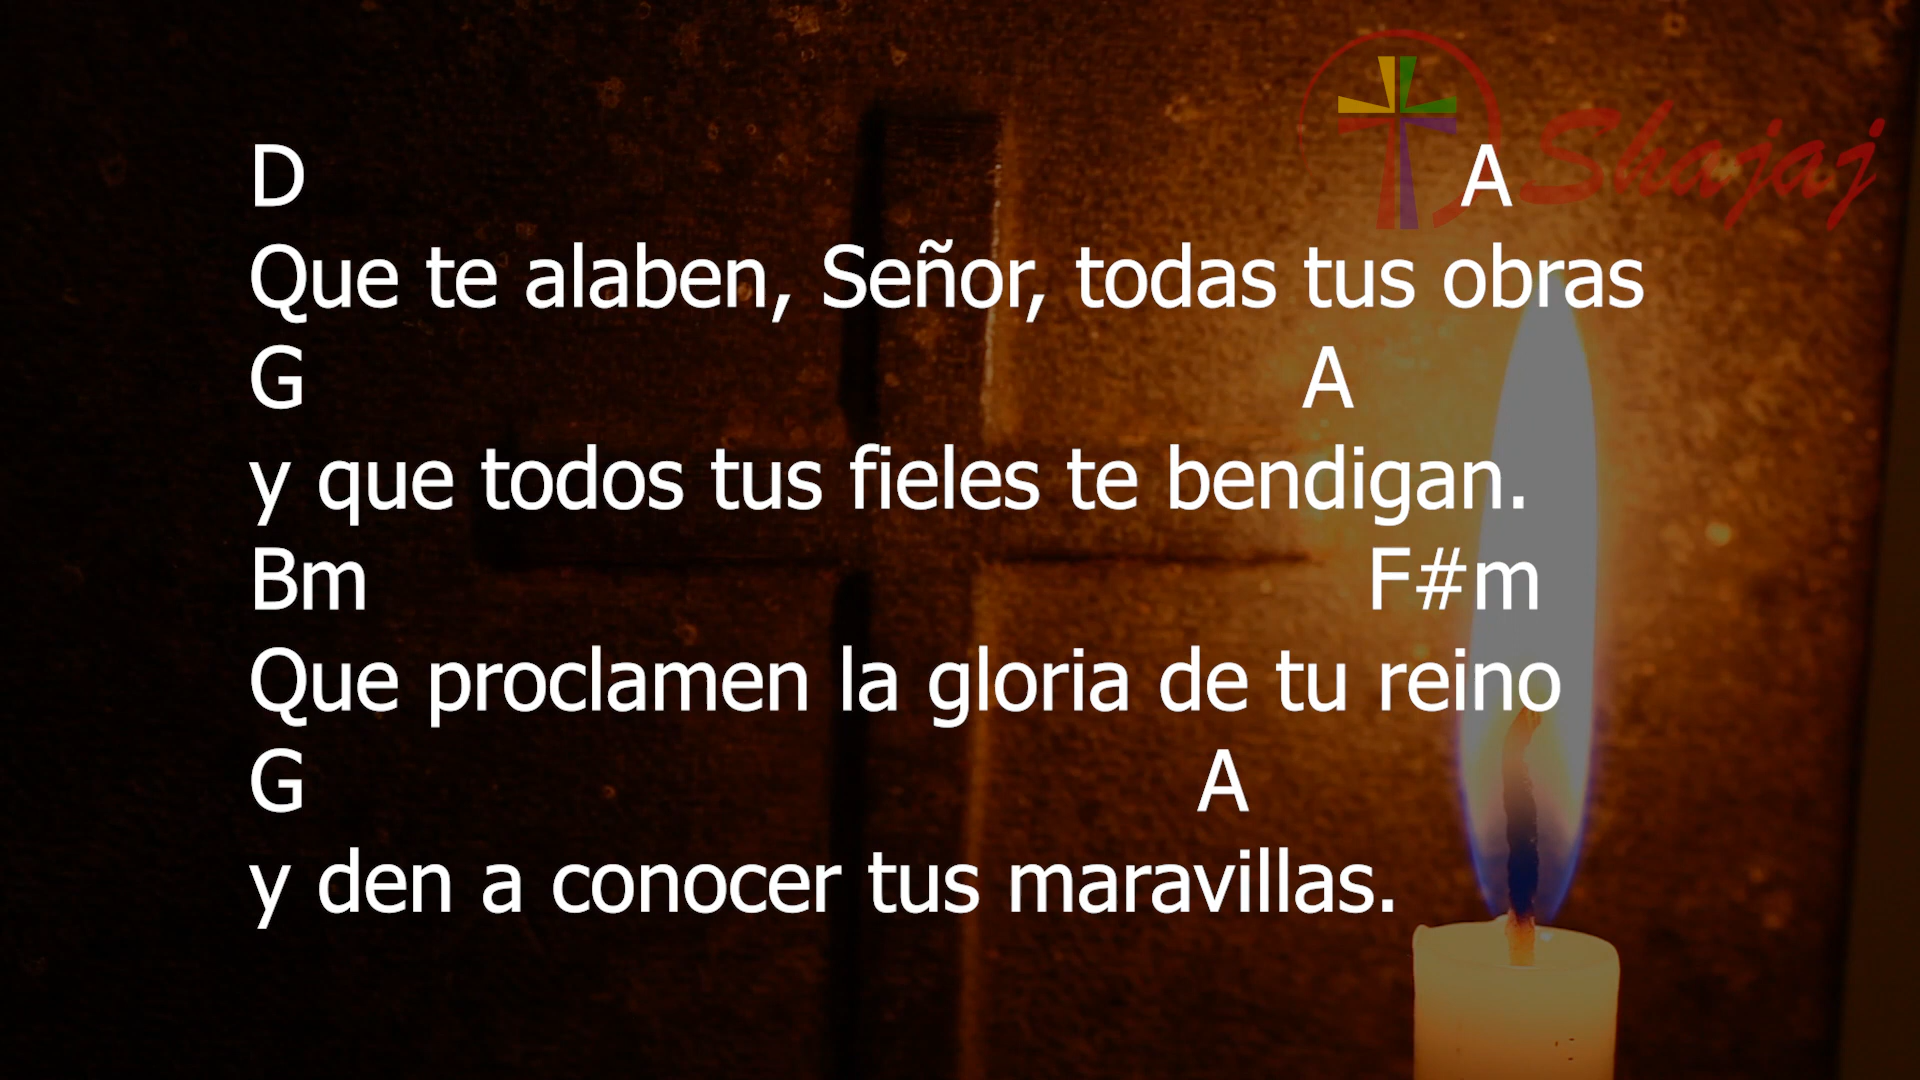 D A
Shajaj
Que te alaben, Señor, todas tus obras
G A
y que todos tus fieles te bendigan.
Bm F#m
Que proclamen la gloria de tu reino
G A
y den a conocer tus maravillas.